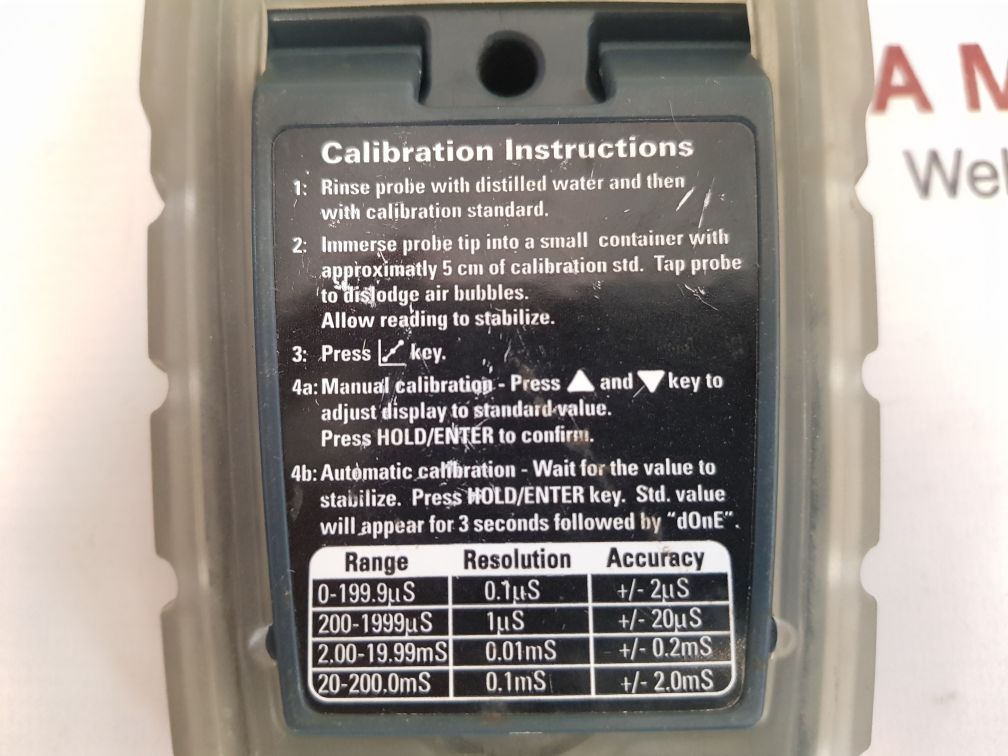 Calibration Instructions
1: Rinse probe with distilled water and then
with calibration standard.
2: Immerse probe tip into a small container with
approximatly 5 cm of calibration std. Tap probe
to dislodge air bubbles.
Allow reading to stabilize.
3: Press key.
4a: Manual calibration - Press ▲ and ▼ key to
adjust display to standard value.
Press HOLD/ENTER to confirm.
4b: Automatic calibration - Wait for the value to
stabilize. Press HOLD/ENTER key. Std. value
will appear for 3 seconds followed by "dOnE".
Range Resolution Accuracy
0-199.9µS 0.1µS +/- 2µS
200-1999µS 1µS +/- 20µS
2.00-19.99mS 0.01mS +/- 0.2mS
20-200.0mS 0.1mS +/- 2.0mS
A M
Wel